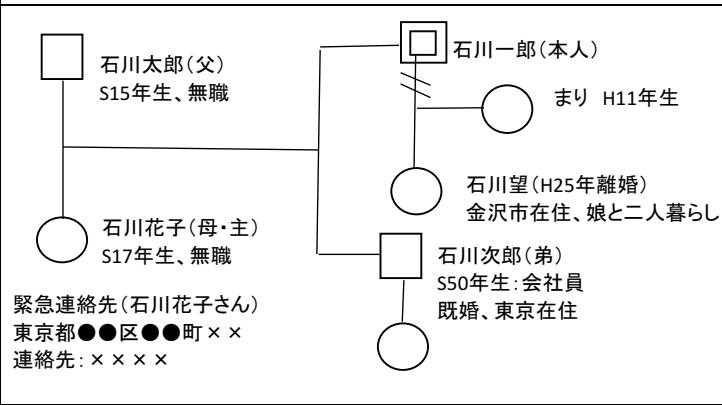 石川太郎(父)
S15年生、無職
石川一郎(本人)
まり H11年生
石川望(H25年離婚)
金沢市在住、娘と二人暮らし
石川花子(母・主)
S17年生、無職
石川次郎(弟)
S50年生:会社員
既婚、東京在住
緊急連絡先(石川花子さん)
東京都●●区●●町××
連絡先:××××